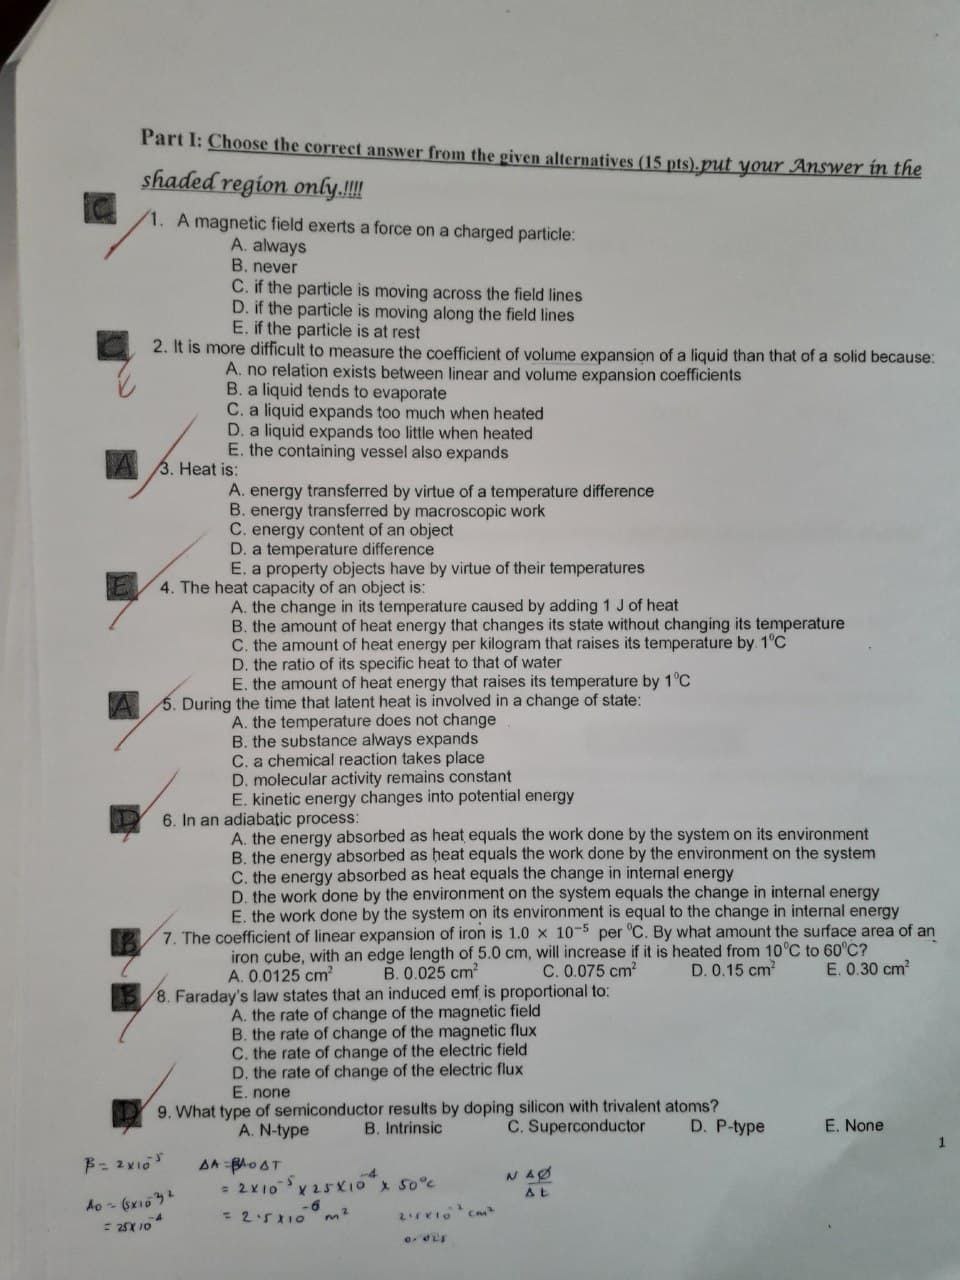 Part I: Choose the correct answer from the given alternatives (15 pts).put your Answer in the
shaded region only.!!!!
C
1. A magnetic field exerts a force on a charged particle:
A. always
B. never
C. if the particle is moving across the field lines
D. if the particle is moving along the field lines
E. if the particle is at rest
C
2. It is more difficult to measure the coefficient of volume expansion of a liquid than that of a solid because:
A. no relation exists between linear and volume expansion coefficients
B. a liquid tends to evaporate
C. a liquid expands too much when heated
D. a liquid expands too little when heated
E. the containing vessel also expands
A
3. Heat is:
A. energy transferred by virtue of a temperature difference
B. energy transferred by macroscopic work
C. energy content of an object
D. a temperature difference
E. a property objects have by virtue of their temperatures
E
4. The heat capacity of an object is:
A. the change in its temperature caused by adding 1 J of heat
B. the amount of heat energy that changes its state without changing its temperature
C. the amount of heat energy per kilogram that raises its temperature by 1°C
D. the ratio of its specific heat to that of water
E. the amount of heat energy that raises its temperature by 1°C
A
5. During the time that latent heat is involved in a change of state:
A. the temperature does not change
B. the substance always expands
C. a chemical reaction takes place
D. molecular activity remains constant
E. kinetic energy changes into potential energy
D
6. In an adiabatic process:
A. the energy absorbed as heat equals the work done by the system on its environment
B. the energy absorbed as heat equals the work done by the environment on the system
C. the energy absorbed as heat equals the change in internal energy
D. the work done by the environment on the system equals the change in internal energy
E. the work done by the system on its environment is equal to the change in internal energy
B
7. The coefficient of linear expansion of iron is 1.0 × 10−5 per °C. By what amount the surface area of an
iron cube, with an edge length of 5.0 cm, will increase if it is heated from 10°C to 60°C?
A. 0.0125 cm² B. 0.025 cm² C. 0.075 cm² D. 0.15 cm² E. 0.30 cm²
B
8. Faraday's law states that an induced emf is proportional to:
A. the rate of change of the magnetic field
B. the rate of change of the magnetic flux
C. the rate of change of the electric field
D. the rate of change of the electric flux
E. none
D
9. What type of semiconductor results by doping silicon with trivalent atoms?
A. N-type B. Intrinsic C. Superconductor D. P-type E. None
1
β = 2×10⁻⁵ ΔA = βA₀ΔT
= 2×10⁻⁵ × 25×10⁻⁴ × 50°C
= 2.5×10⁻⁶ m²
= 25×10⁻⁴
N Δ∅
Δt